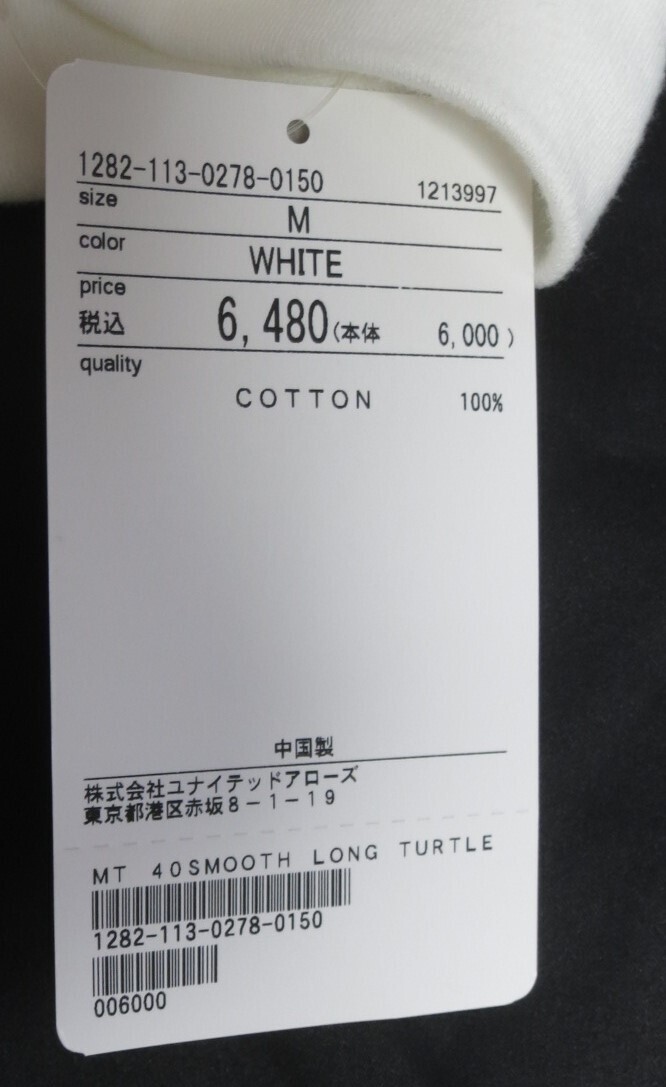 1282-113-0278-0150 1213997
size
M
color
WHITE
price
税込 6,480(本体 6,000)
quality
COTTON 100%
中国製
株式会社ユナイテッドアローズ
東京都港区赤坂8-1-19
MT 40SMOOTH LONG TURTLE
1282-113-0278-0150
006000